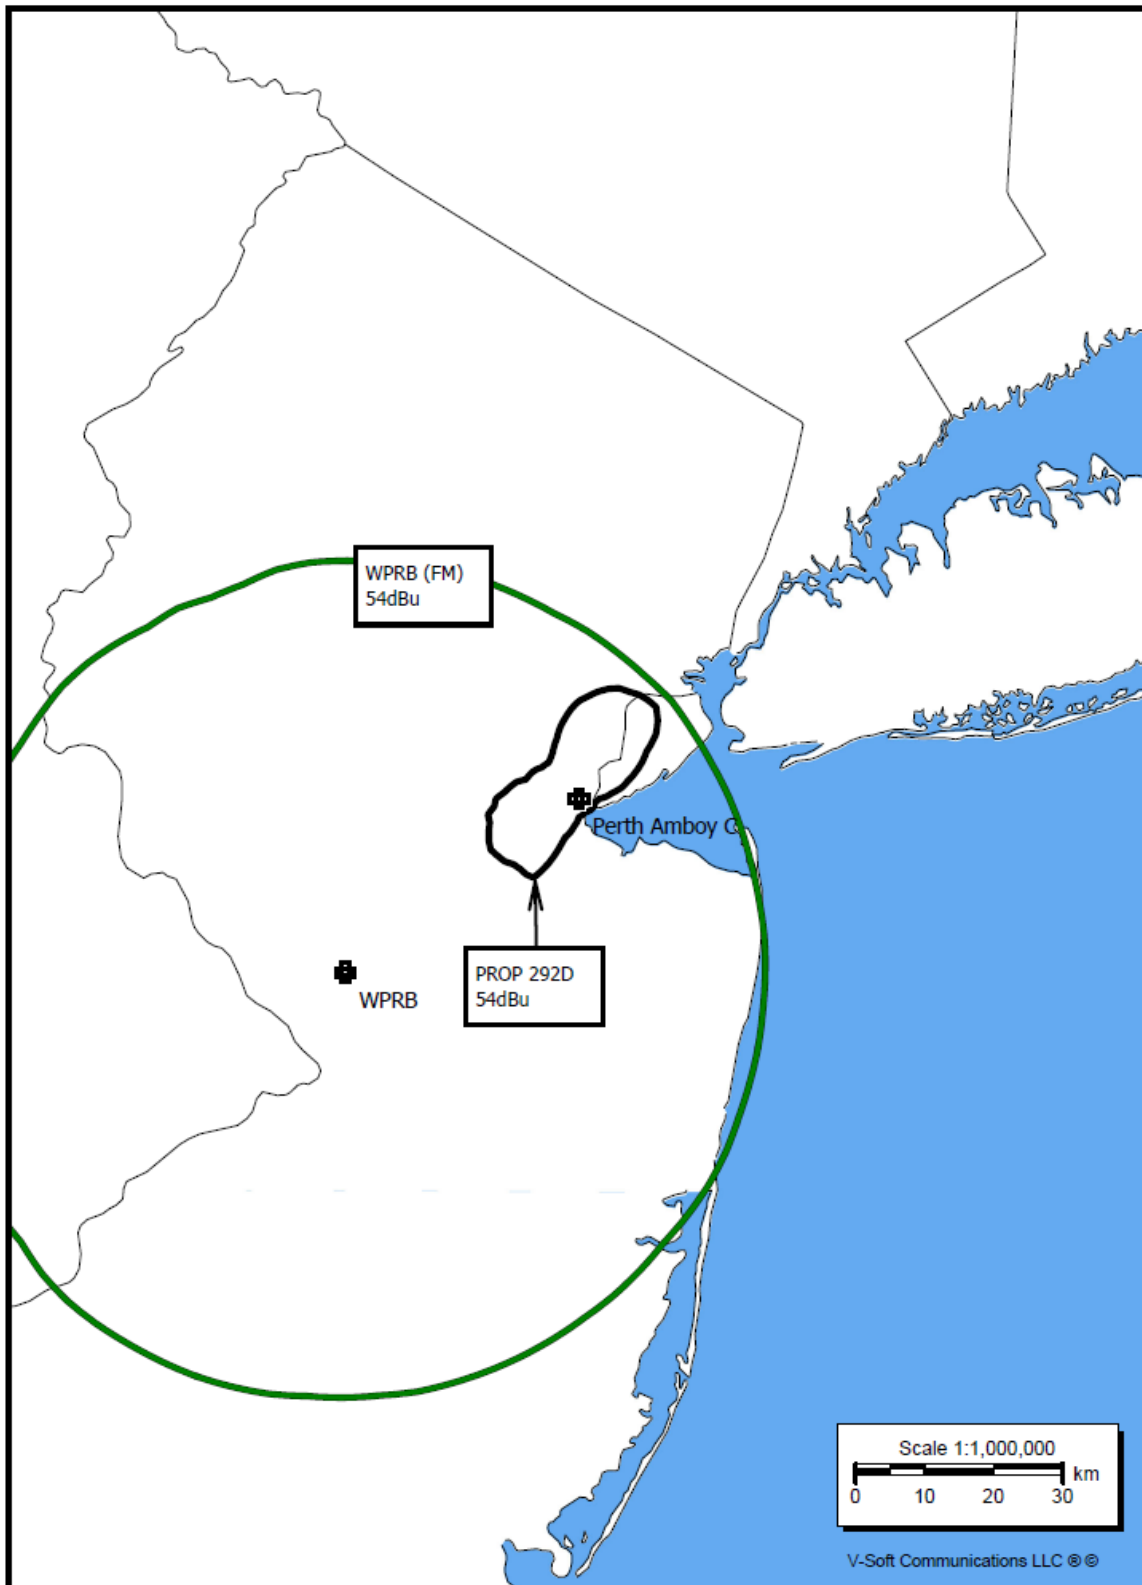 WPRB (FM)
54dBu
Perth Amboy C
PROP 292D
54dBu
WPRB
Scale 1:1,000,000
km
0 10 20 30
V-Soft Communications LLC ® ©